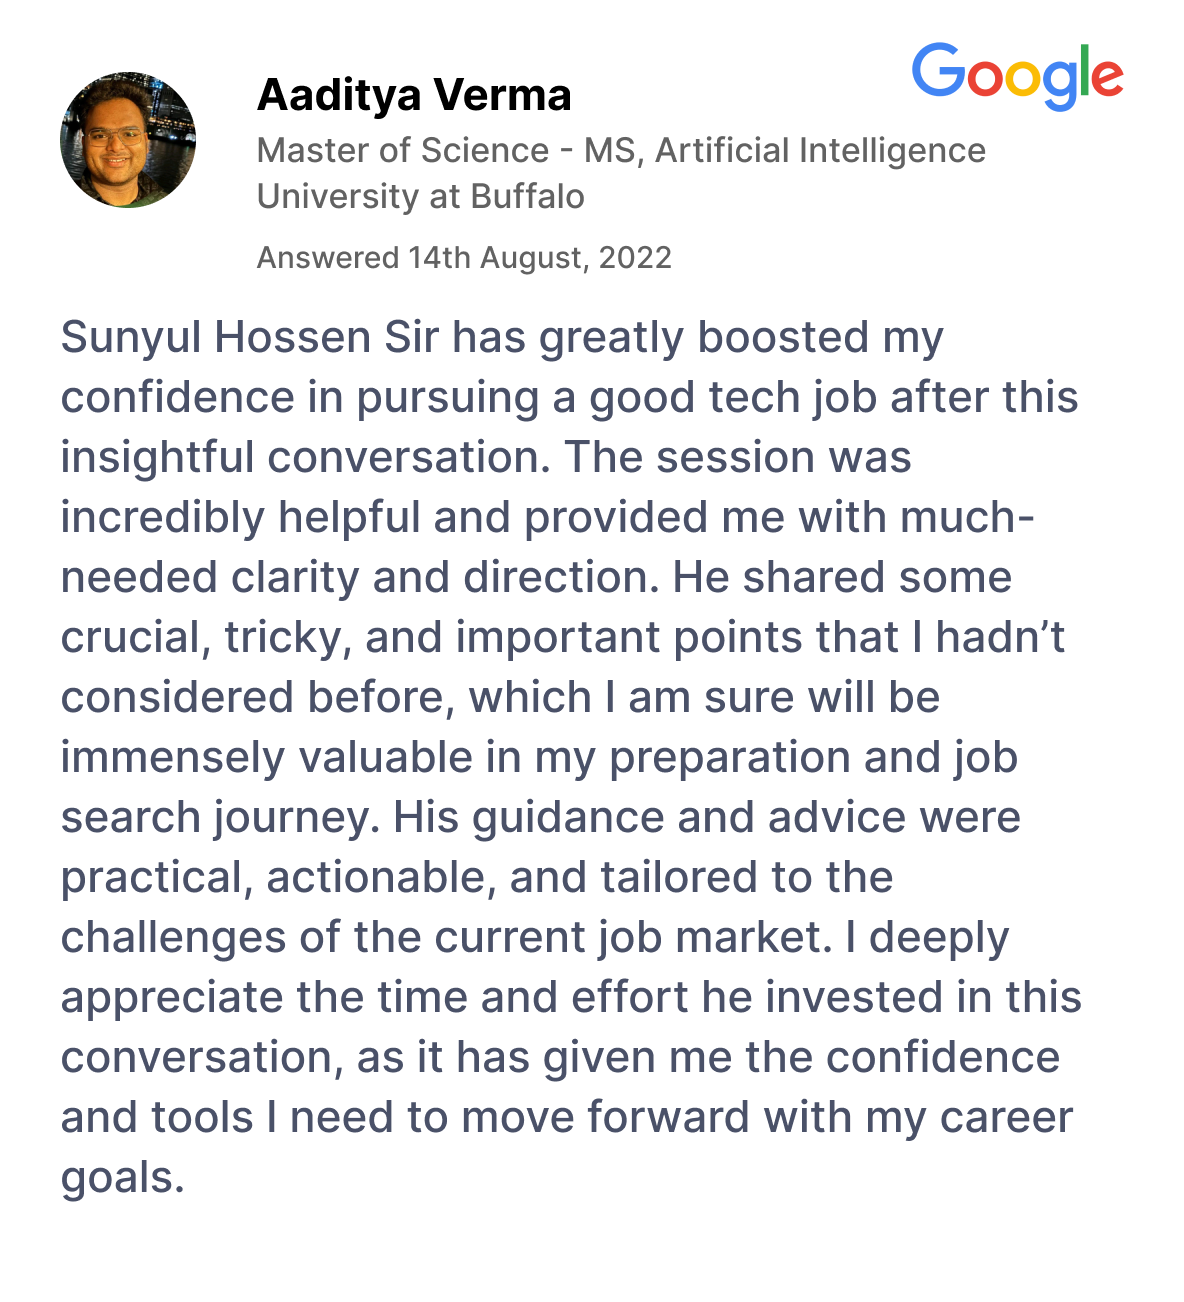 Google
Aaditya Verma
Master of Science - MS, Artificial Intelligence
University at Buffalo
Answered 14th August, 2022
Sunyul Hossen Sir has greatly boosted my
confidence in pursuing a good tech job after this
insightful conversation. The session was
incredibly helpful and provided me with much-
needed clarity and direction. He shared some
crucial, tricky, and important points that I hadn’t
considered before, which I am sure will be
immensely valuable in my preparation and job
search journey. His guidance and advice were
practical, actionable, and tailored to the
challenges of the current job market. I deeply
appreciate the time and effort he invested in this
conversation, as it has given me the confidence
and tools I need to move forward with my career
goals.